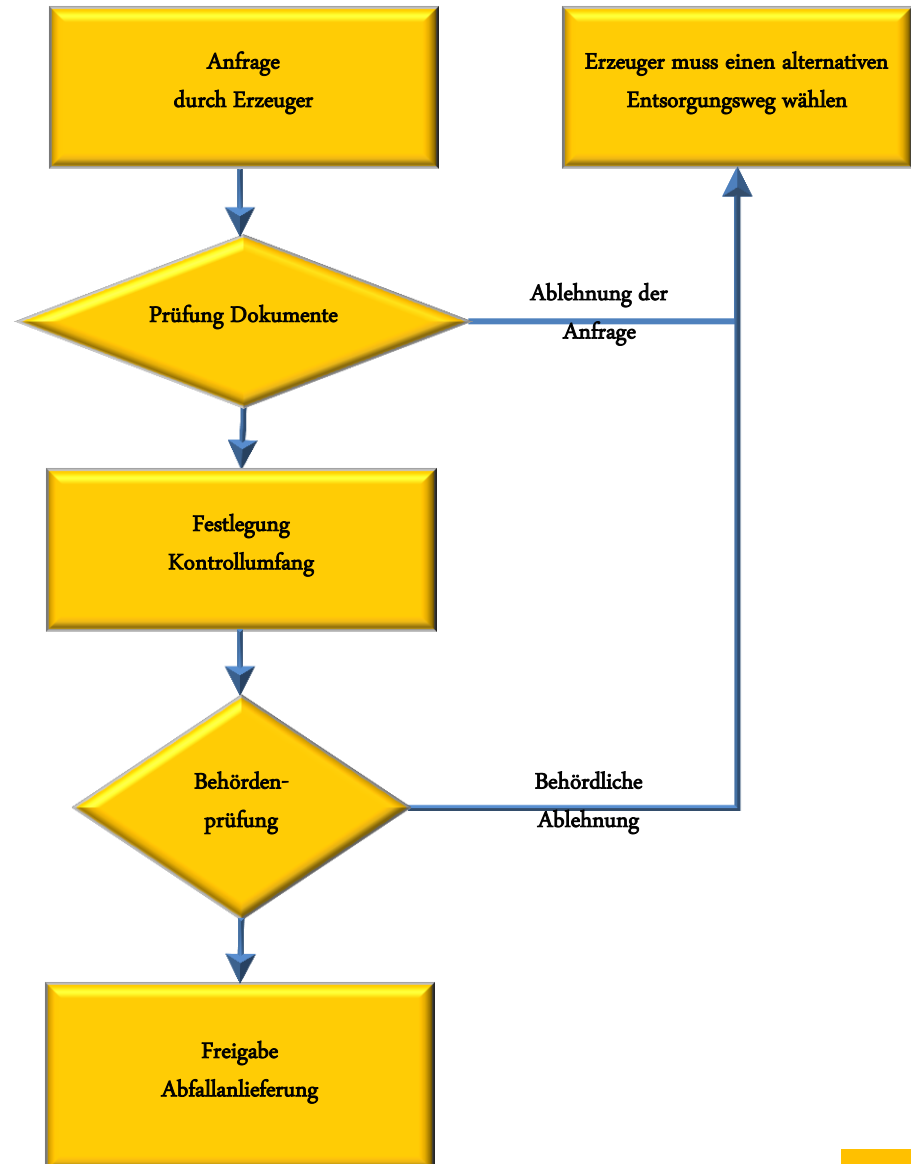 Anfrage
durch Erzeuger
Erzeuger muss einen alternativen
Entsorgungsweg wählen
Prüfung Dokumente
Ablehnung der
Anfrage
Festlegung
Kontrollumfang
Behörden-
prüfung
Behördliche
Ablehnung
Freigabe
Abfallanlieferung